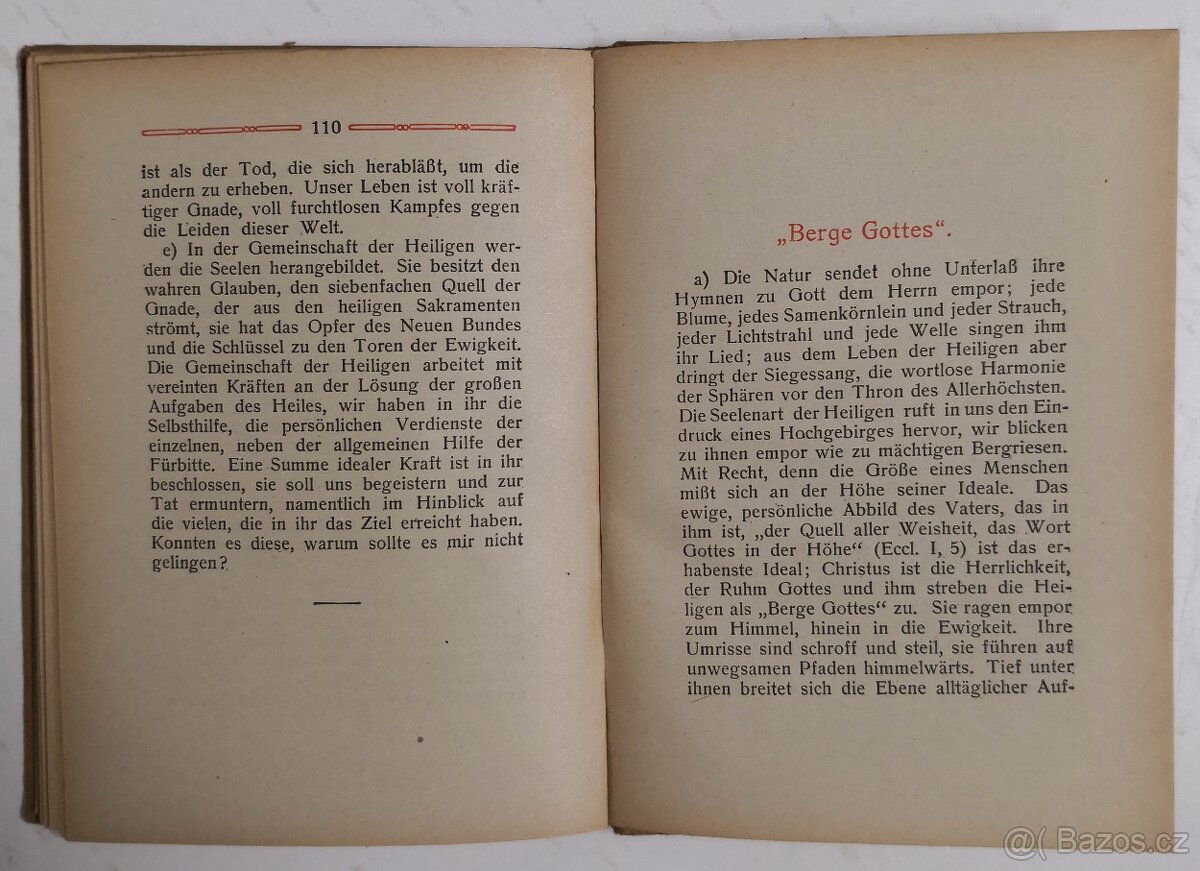 110
ist als der Tod, die sich herabläßt, um die
andern zu erheben. Unser Leben ist voll kräf-
tiger Gnade, voll furchtlosen Kampfes gegen
die Leiden dieser Welt.
e) In der Gemeinschaft der Heiligen wer-
den die Seelen herangebildet. Sie besitzt den
wahren Glauben, den siebenfachen Quell der
Gnade, der aus den heiligen Sakramenten
strömt, sie hat das Opfer des Neuen Bundes
und die Schlüssel zu den Toren der Ewigkeit.
Die Gemeinschaft der Heiligen arbeitet mit
vereinten Kräften an der Lösung der großen
Aufgaben des Heiles, wir haben in ihr die
Selbsthilfe, die persönlichen Verdienste der
einzelnen, neben der allgemeinen Hilfe der
Fürbitte. Eine Summe idealer Kraft ist in ihr
beschlossen, sie soll uns begeistern und zur
Tat ermuntern, namentlich im Hinblick auf
die vielen, die in ihr das Ziel erreicht haben.
Konnten es diese, warum sollte es mir nicht
gelingen?
„Berge Gottes“.
a) Die Natur sendet ohne Unterlaß ihre
Hymnen zu Gott dem Herrn empor; jede
Blume, jedes Samenkörnlein und jeder Strauch,
jeder Lichtstrahl und jede Welle singen ihm
ihr Lied; aus dem Leben der Heiligen aber
dringt der Siegessang, die wortlose Harmonie
der Sphären vor den Thron des Allerhöchsten.
Die Seelenart der Heiligen ruft in uns den Ein-
druck eines Hochgebirges hervor, wir blicken
zu ihnen empor wie zu mächtigen Bergriesen.
Mit Recht, denn die Größe eines Menschen
mißt sich an der Höhe seiner Ideale. Das
ewige, persönliche Abbild des Vaters, das in
ihm ist, „der Quell aller Weisheit, das Wort
Gottes in der Höhe“ (Eccl. I, 5) ist das er-
habenste Ideal; Christus ist die Herrlichkeit,
der Ruhm Gottes und ihm streben die Hei-
ligen als „Berge Gottes“ zu. Sie ragen empor
zum Himmel, hinein in die Ewigkeit. Ihre
Umrisse sind schroff und steil, sie führen auf
unwegsamen Pfaden himmelwärts. Tief unter
ihnen breitet sich die Ebene alltäglicher Auf-
Bazos.cz